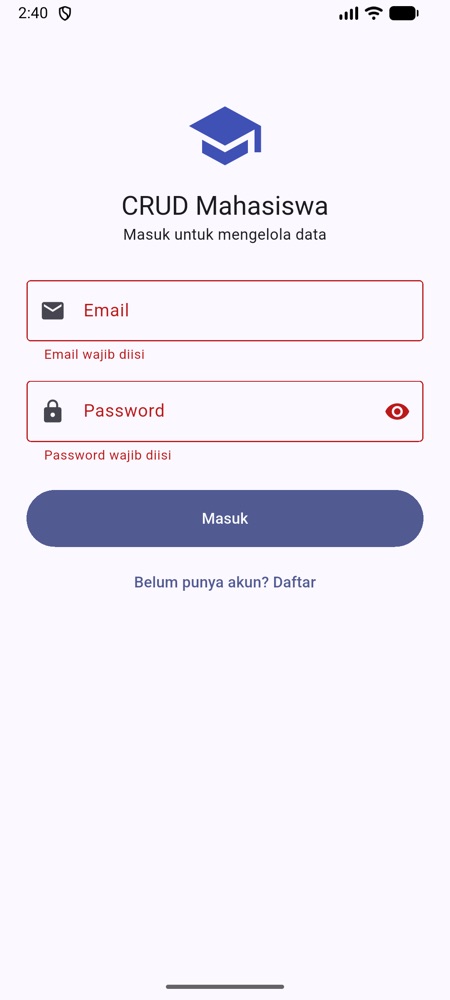 2:40
CRUD Mahasiswa
Masuk untuk mengelola data
Email
Email wajib diisi
Password
Password wajib diisi
Masuk
Belum punya akun? Daftar